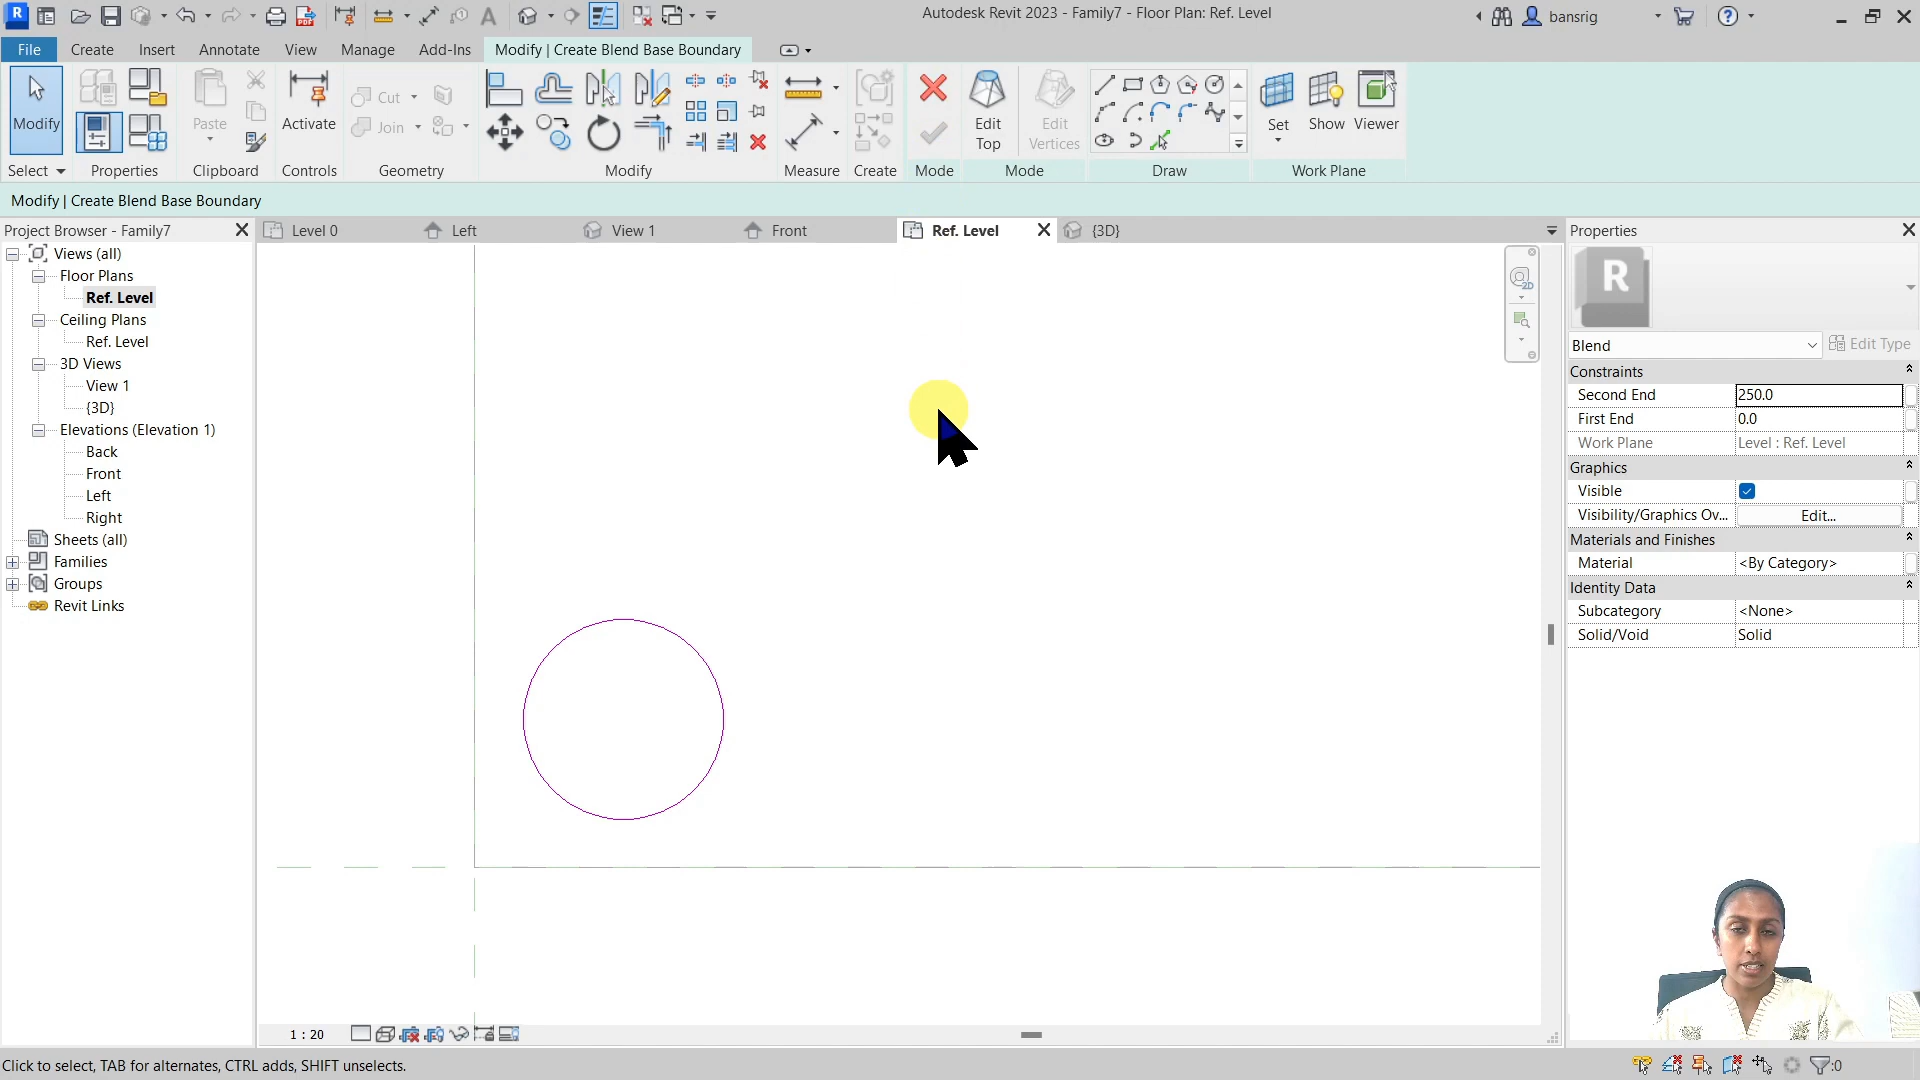 Autodesk Revit 2023 - Family7 - Floor Plan: Ref. Level
bansrig
File
Create
Insert
Annotate
View
Manage
Add-Ins
Modify | Create Blend Base Boundary
Modify
Paste
Activate
Cut
Join
Edit
Top
Edit
Vertices
Set
Show
Viewer
Select
Properties
Clipboard
Controls
Geometry
Modify
Measure
Create
Mode
Mode
Draw
Work Plane
Modify | Create Blend Base Boundary
Project Browser - Family7
Level 0
Left
View 1
Front
Ref. Level
{3D}
Properties
Views (all)
Floor Plans
Ref. Level
Ceiling Plans
Ref. Level
3D Views
View 1
{3D}
Elevations (Elevation 1)
Back
Front
Left
Right
Sheets (all)
Families
Groups
Revit Links
2D
R
Blend
Edit Type
Constraints
Second End 250.0
First End 0.0
Work Plane Level : Ref. Level
Graphics
Visible
Visibility/Graphics Ov... Edit...
Materials and Finishes
Material <By Category>
Identity Data
Subcategory <None>
Solid/Void Solid
1 : 20
Click to select, TAB for alternates, CTRL adds, SHIFT unselects.
:0